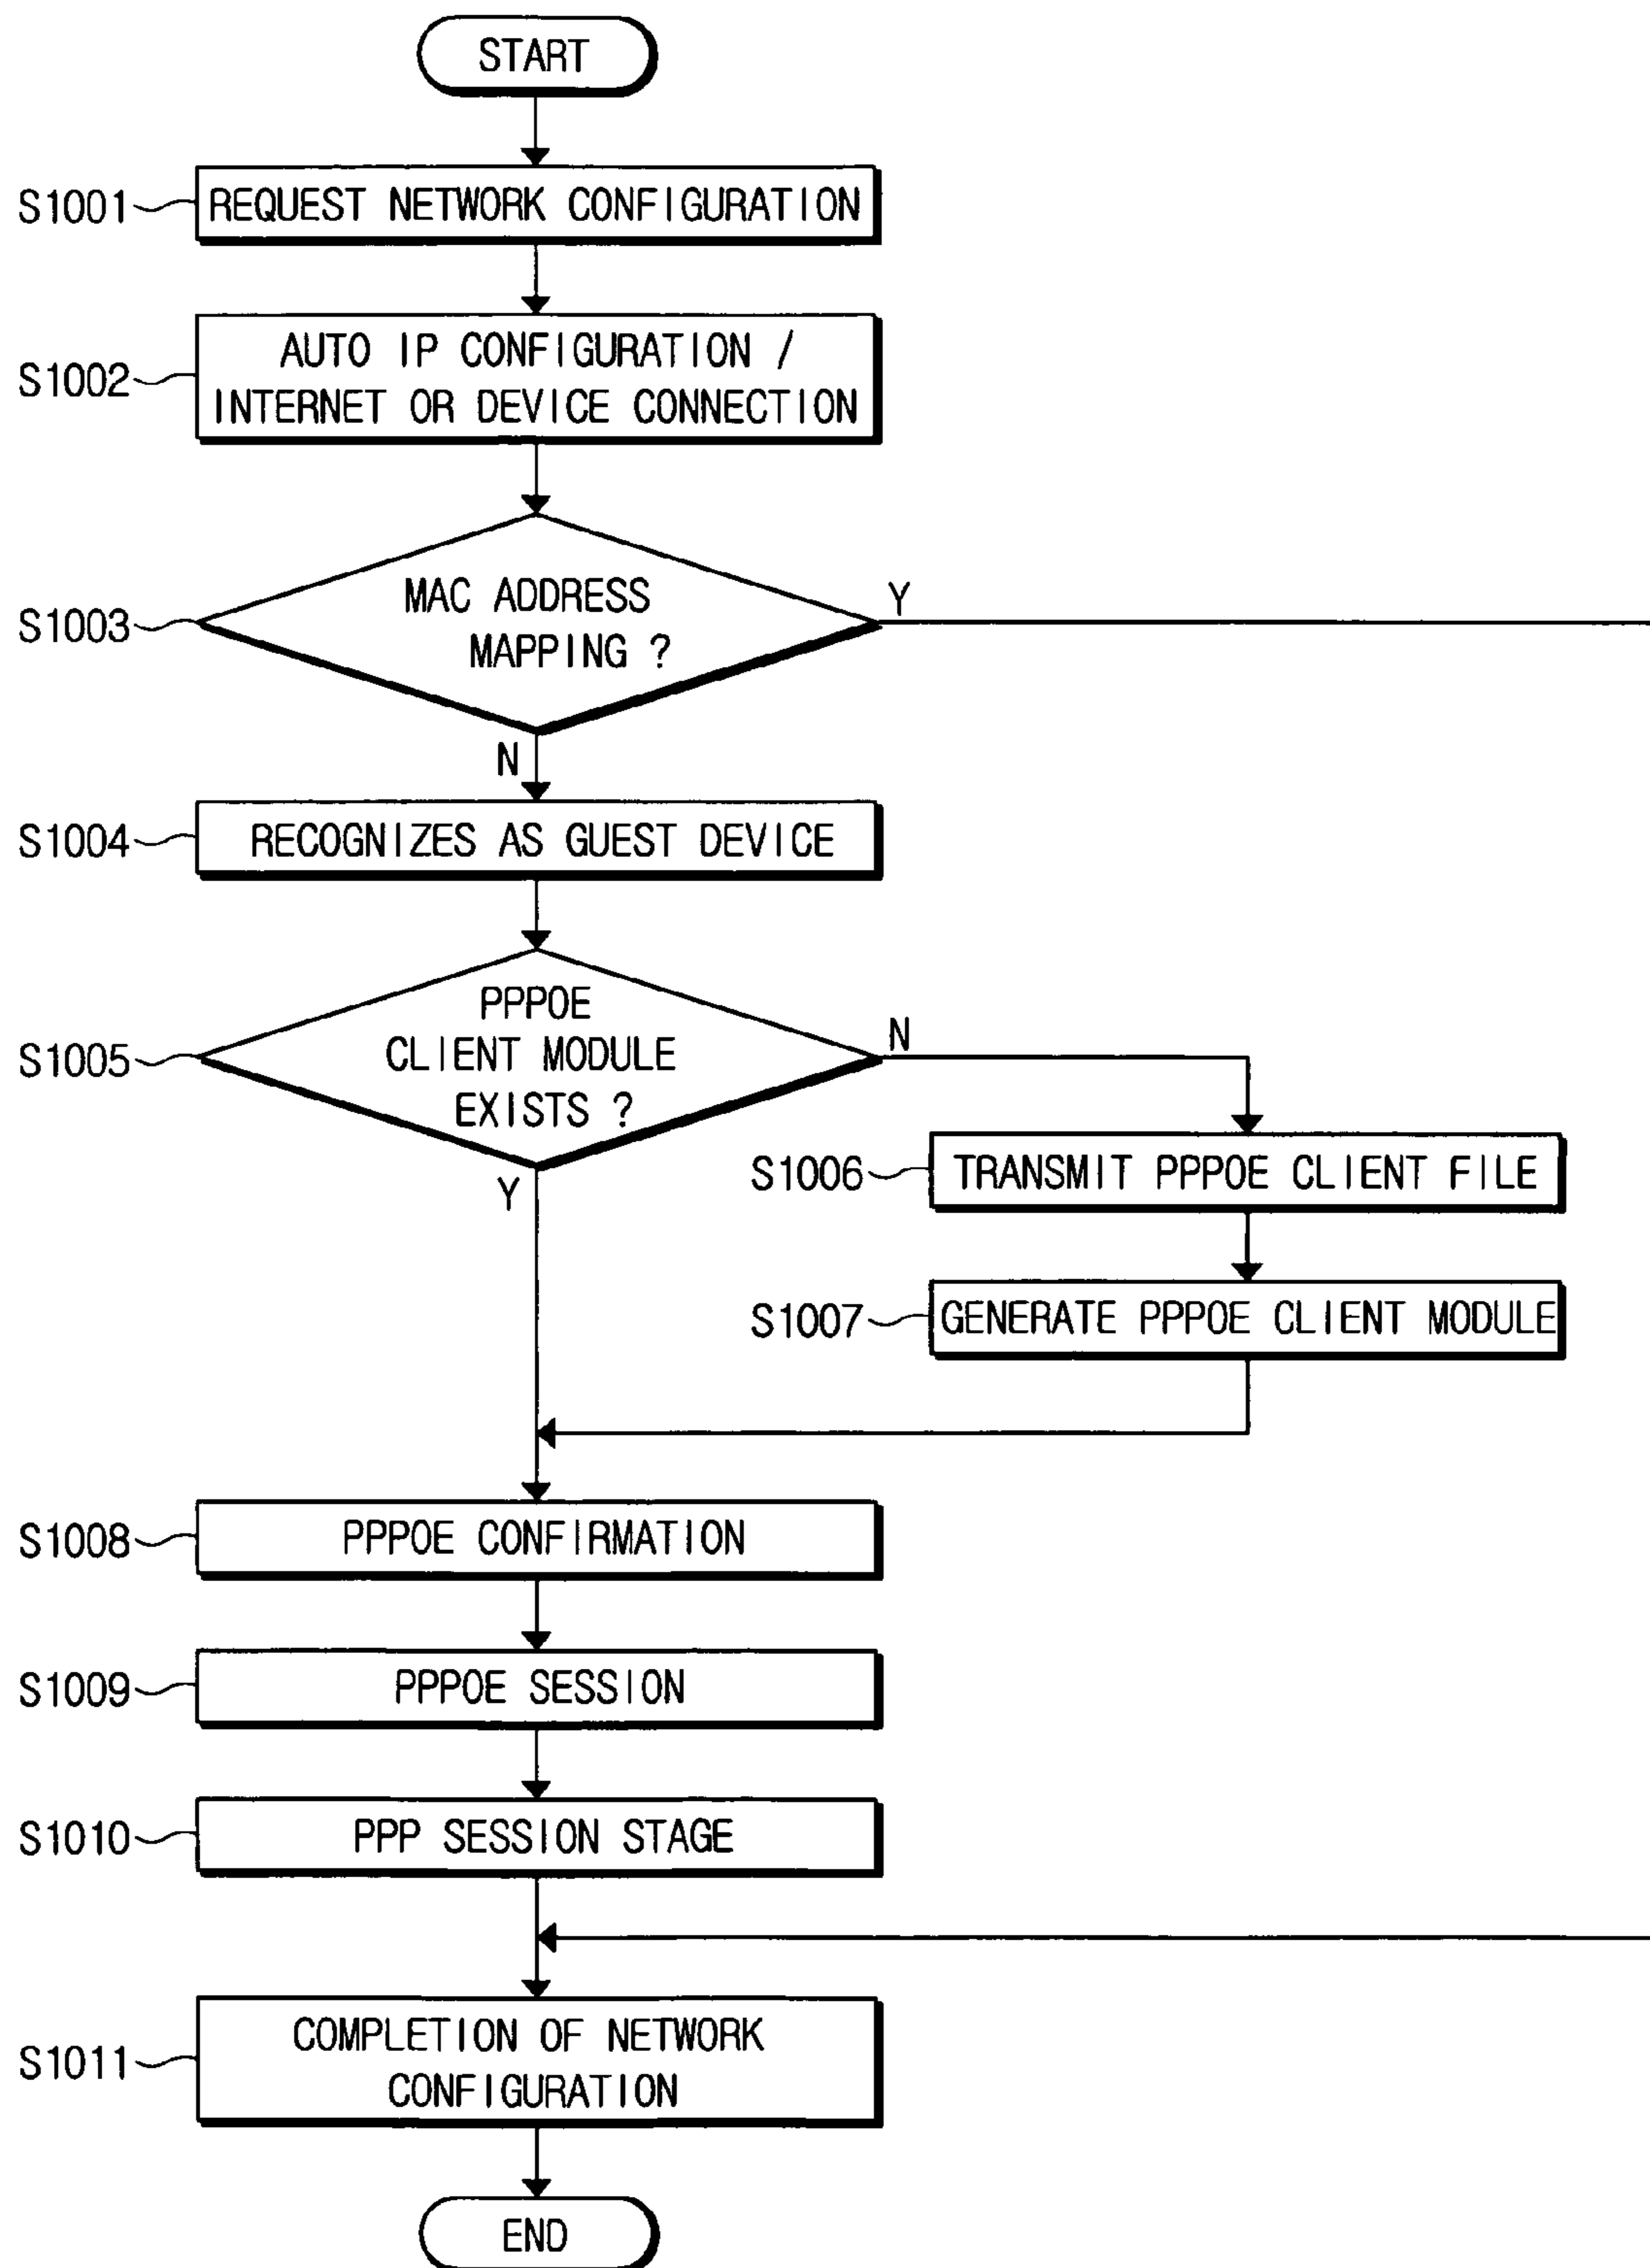 START
S1001
REQUEST NETWORK CONFIGURATION
S1002
AUTO IP CONFIGURATION /
INTERNET OR DEVICE CONNECTION
S1003
MAC ADDRESS
MAPPING ?
Y
N
S1004
RECOGNIZES AS GUEST DEVICE
S1005
PPPOE
CLIENT MODULE
EXISTS ?
N
Y
S1006
TRANSMIT PPPOE CLIENT FILE
S1007
GENERATE PPPOE CLIENT MODULE
S1008
PPPOE CONFIRMATION
S1009
PPPOE SESSION
S1010
PPP SESSION STAGE
S1011
COMPLETION OF NETWORK
CONFIGURATION
END